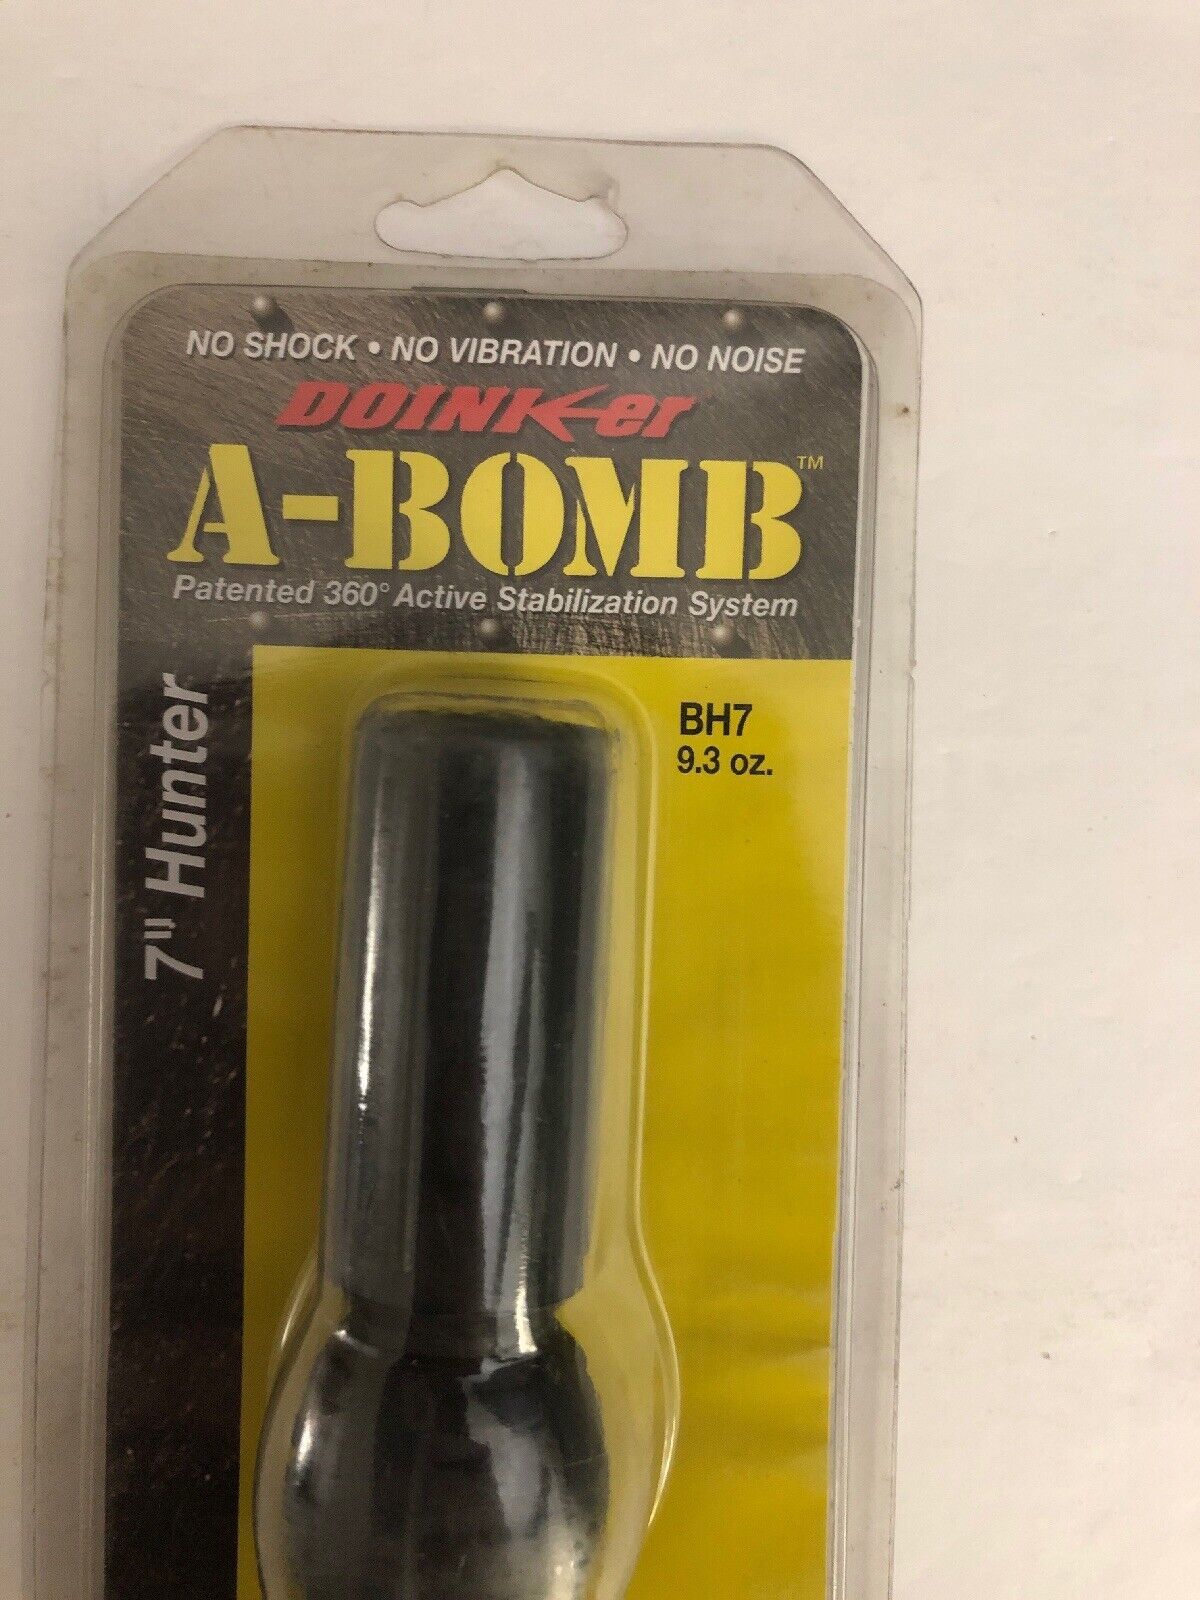 NO SHOCK • NO VIBRATION • NO NOISE
DOINKer
A-BOMB™
Patented 360° Active Stabilization System
BH7
9.3 oz.
7" Hunter